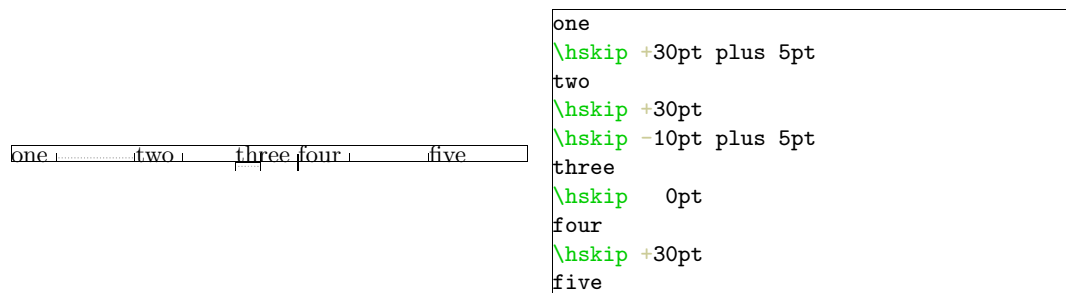 one two three four five
one
\hskip +30pt plus 5pt
two
\hskip +30pt
\hskip -10pt plus 5pt
three
\hskip   0pt
four
\hskip +30pt
five